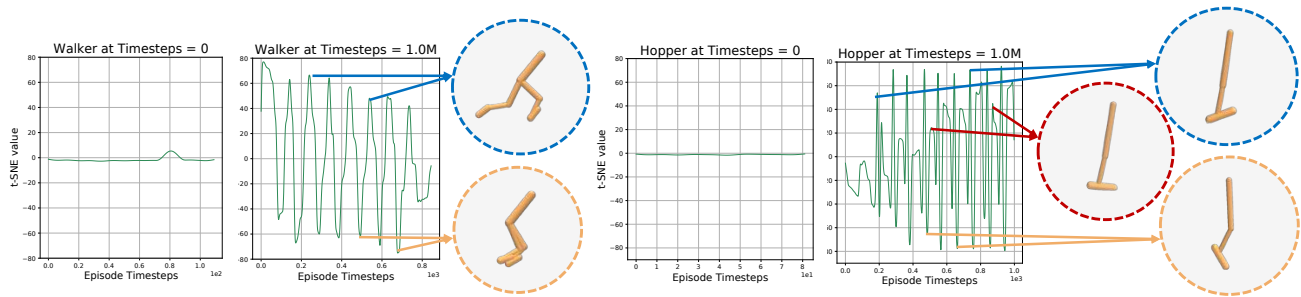 Walker at Timesteps = 0
t-SNE value
80
60
40
20
0
−20
−40
−60
−80
0.0 0.2 0.4 0.6 0.8 1.0
1e2
Episode Timesteps
Walker at Timesteps = 1.0M
80
60
40
20
0
−20
−40
−60
−80
0.0 0.2 0.4 0.6 0.8
1e3
Episode Timesteps
Hopper at Timesteps = 0
t-SNE value
80
60
40
20
0
−20
−40
−60
−80
0 1 2 3 4 5 6 7 8
1e1
Episode Timesteps
Hopper at Timesteps = 1.0M
0.0 0.2 0.4 0.6 0.8 1.0
1e3
Episode Timesteps